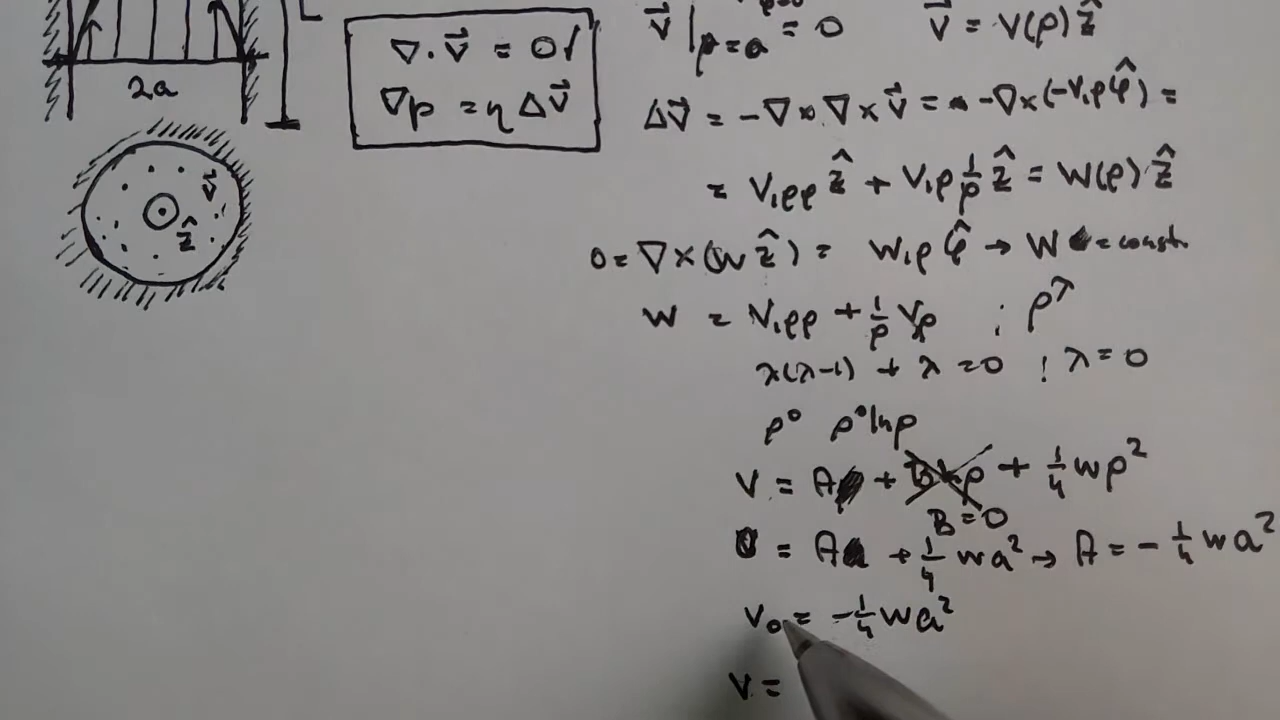 ∇·v⃗ = 0 √
∇p = η Δv⃗
2a
v⃗
ẑ
v⃗ |ρ=a = 0   v⃗ = v(ρ) ẑ
Δv⃗ = -∇×∇×v⃗ = -∇×(-v,ρ φ̂) =
= v,ρρ ẑ + v,ρ 1/ρ ẑ = w(ρ) ẑ
0 = ∇×(w ẑ) = w,ρ φ̂ → w = const.
w = v,ρρ + 1/ρ v,ρ ; ρ^λ
λ(λ-1) + λ = 0 ; λ = 0
ρ⁰ ρ⁰lnρ
v = A + + 1/4 wρ²
B = 0
0 = A + 1/4 wa² → A = - 1/4 wa²
v₀ = -1/4 wa²
v =